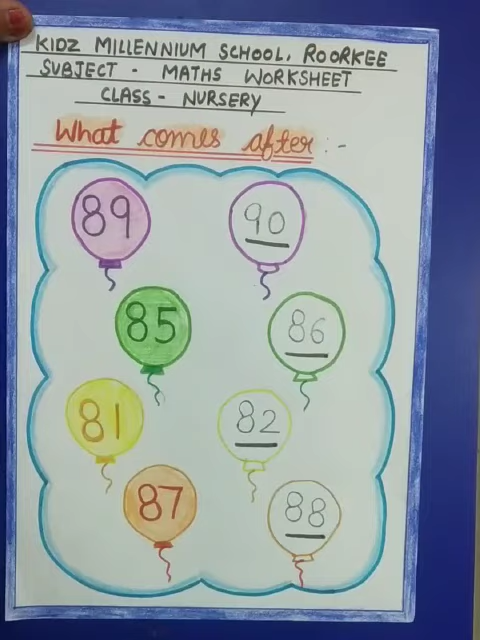 KIDZ MILLENNIUM SCHOOL, ROORKEE
SUBJECT - MATHS WORKSHEET
CLASS - NURSERY
What comes after :-
89 90
85 86
81 82
87 88